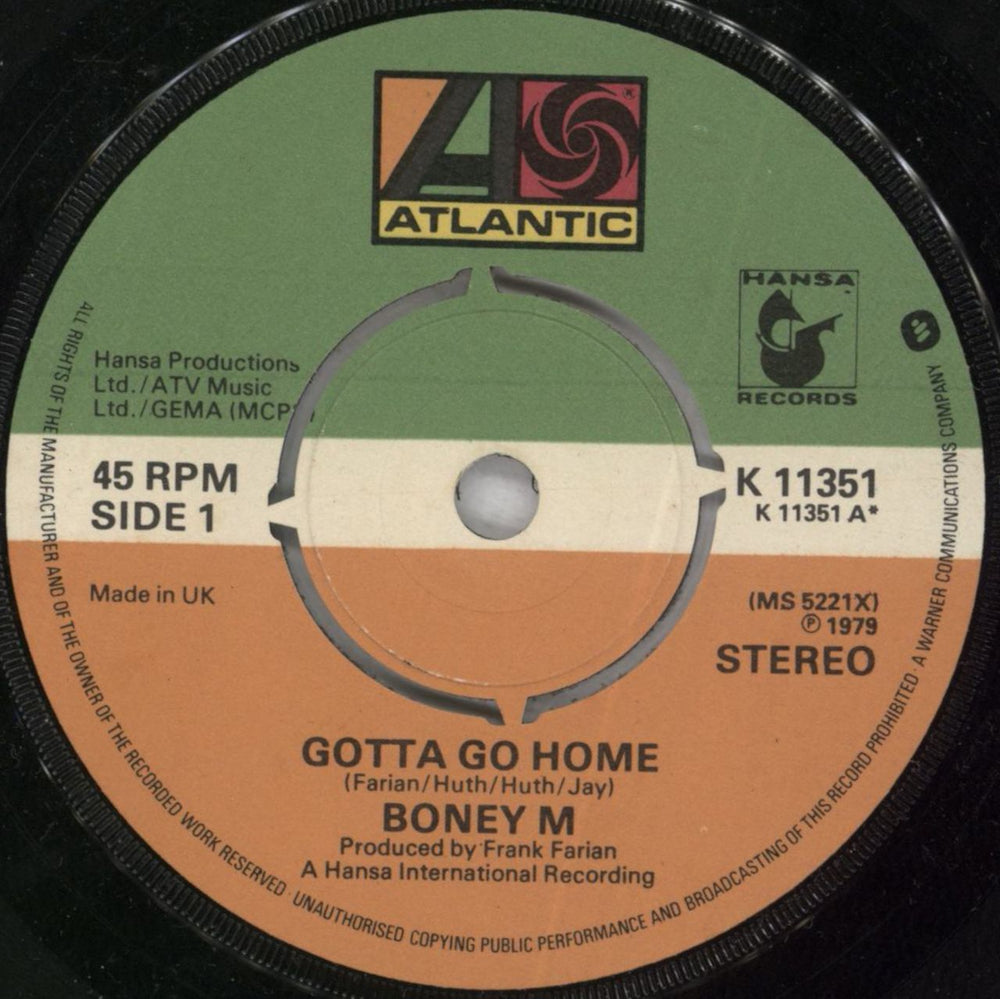 ATLANTIC
HANSA
RECORDS
Hansa Productions
Ltd./ATV Music
Ltd./GEMA
45 RPM
SIDE 1
K 11351
K 11351 A*
Made in UK
(MS 5221X)
℗ 1979
STEREO
GOTTA GO HOME
(Farian/Huth/Huth/Jay)
BONEY M
Produced by Frank Farian
A Hansa International Recording
ALL RIGHTS OF THE MANUFACTURER AND OF THE OWNER OF THE RECORDED WORK RESERVED · UNAUTHORISED COPYING PUBLIC PERFORMANCE AND BROADCASTING OF THIS RECORD PROHIBITED · A WARNER COMMUNICATIONS COMPANY